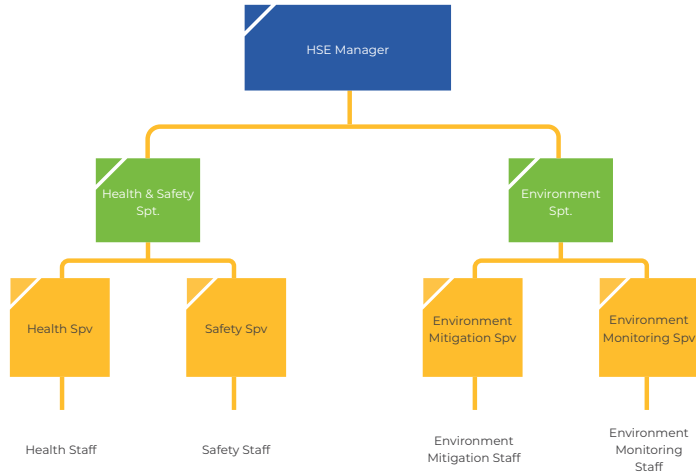 HSE Manager
Health & Safety
Spt.
Environment
Spt.
Health Spv
Safety Spv
Environment
Mitigation Spv
Environment
Monitoring Spv
Health Staff
Safety Staff
Environment
Mitigation Staff
Environment
Monitoring
Staff